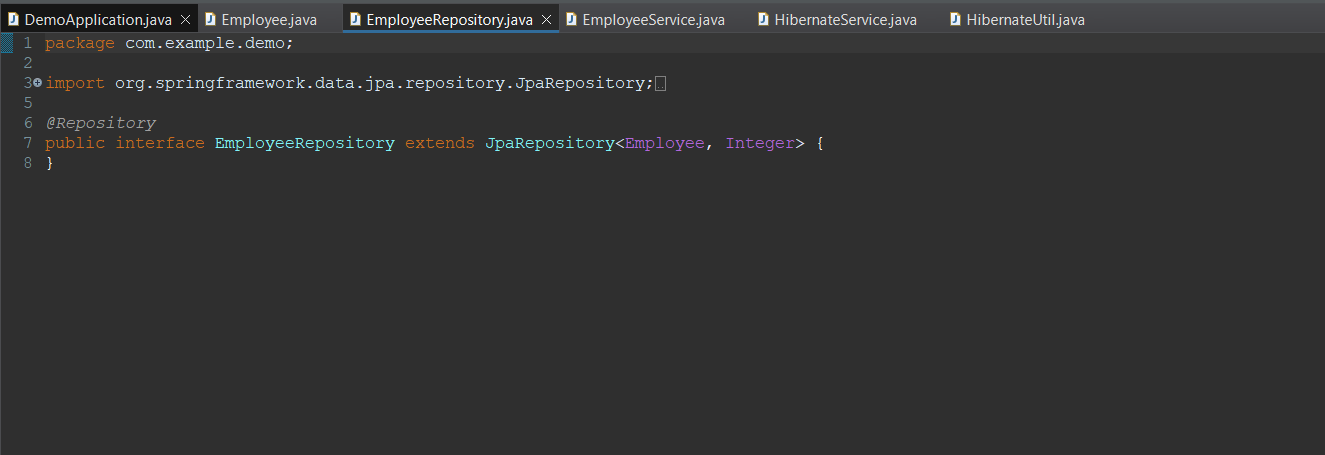 DemoApplication.java Employee.java EmployeeRepository.java EmployeeService.java HibernateService.java HibernateUtil.java
1 package com.example.demo;
2
3 import org.springframework.data.jpa.repository.JpaRepository;
5
6 @Repository
7 public interface EmployeeRepository extends JpaRepository<Employee, Integer> {
8 }